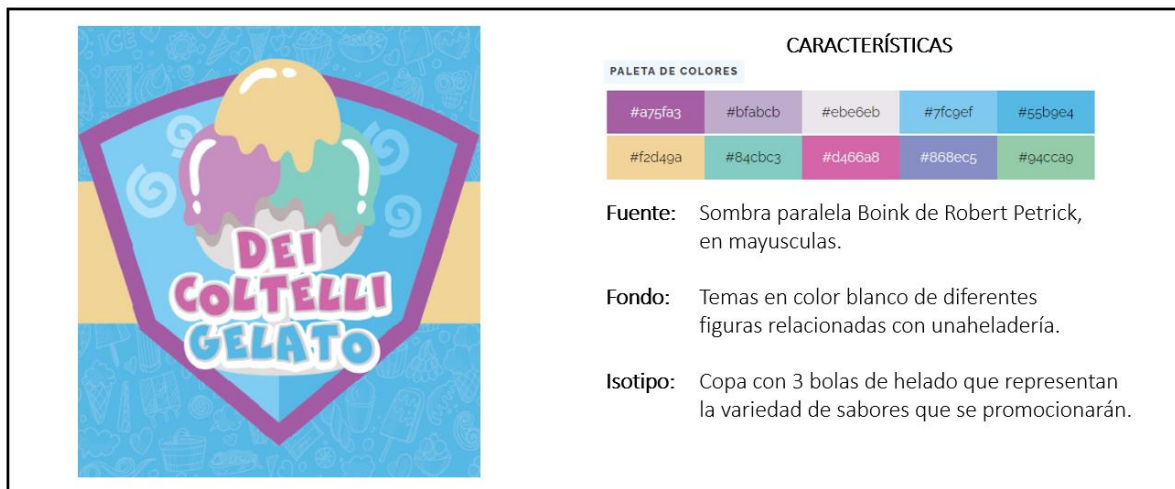 ICE
DEI
COLTELLI
GELATO
CARACTERÍSTICAS
PALETA DE COLORES
#a75fa3 #bfabcb #ebe6eb #7fc9ef #55b9e4
#f2d49a #84cbc3 #d466a8 #868ec5 #94cca9
Fuente: Sombra paralela Boink de Robert Petrick,
en mayusculas.
Fondo: Temas en color blanco de diferentes
figuras relacionadas con unaheladería.
Isotipo: Copa con 3 bolas de helado que representan
la variedad de sabores que se promocionarán.